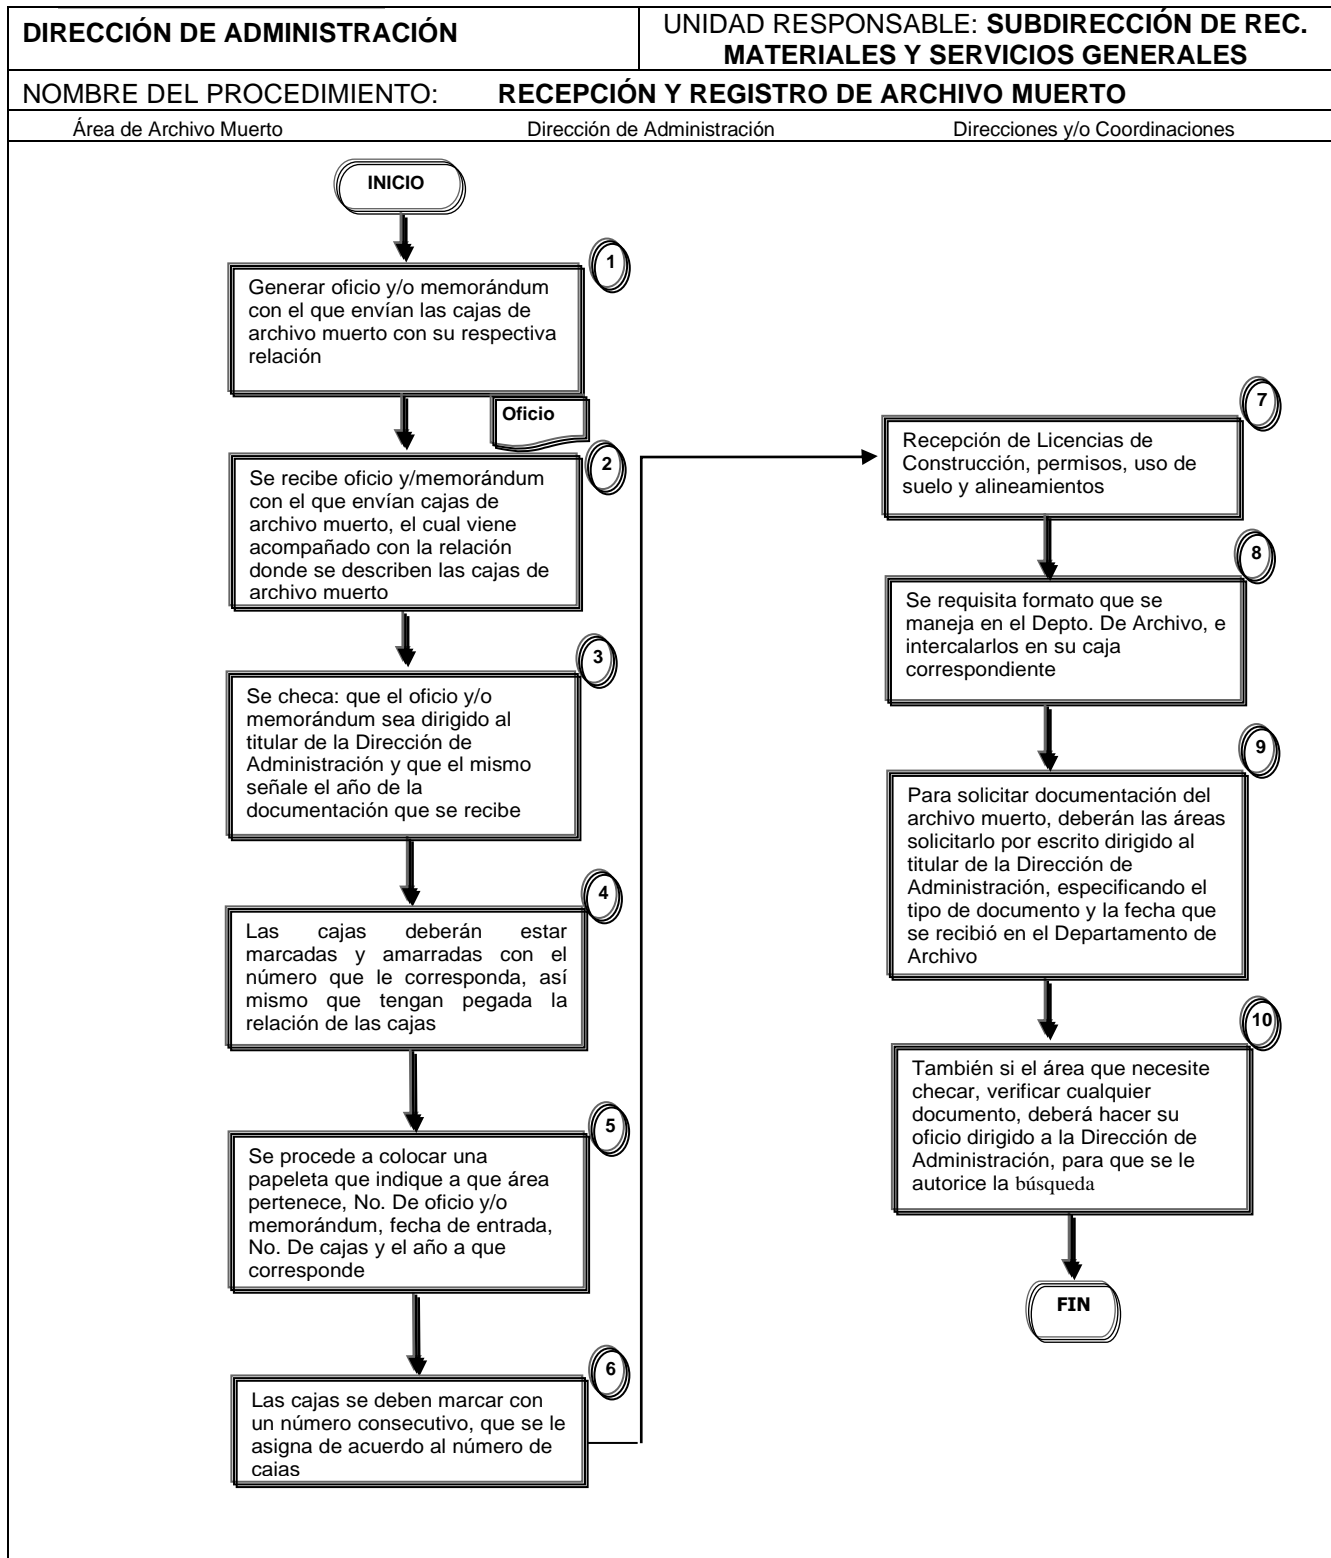 DIRECCIÓN DE ADMINISTRACIÓN
UNIDAD RESPONSABLE: SUBDIRECCIÓN DE REC.
MATERIALES Y SERVICIOS GENERALES
NOMBRE DEL PROCEDIMIENTO: RECEPCIÓN Y REGISTRO DE ARCHIVO MUERTO
Área de Archivo Muerto Dirección de Administración Direcciones y/o Coordinaciones
INICIO
1
Generar oficio y/o memorándum
con el que envían las cajas de
archivo muerto con su respectiva
relación
Oficio
2
Se recibe oficio y/memorándum
con el que envían cajas de
archivo muerto, el cual viene
acompañado con la relación
donde se describen las cajas de
archivo muerto
3
Se checa: que el oficio y/o
memorándum sea dirigido al
titular de la Dirección de
Administración y que el mismo
señale el año de la
documentación que se recibe
4
Las cajas deberán estar
marcadas y amarradas con el
número que le corresponda, así
mismo que tengan pegada la
relación de las cajas
5
Se procede a colocar una
papeleta que indique a que área
pertenece, No. De oficio y/o
memorándum, fecha de entrada,
No. De cajas y el año a que
corresponde
6
Las cajas se deben marcar con
un número consecutivo, que se le
asigna de acuerdo al número de
cajas
7
Recepción de Licencias de
Construcción, permisos, uso de
suelo y alineamientos
8
Se requisita formato que se
maneja en el Depto. De Archivo, e
intercalarlos en su caja
correspondiente
9
Para solicitar documentación del
archivo muerto, deberán las áreas
solicitarlo por escrito dirigido al
titular de la Dirección de
Administración, especificando el
tipo de documento y la fecha que
se recibió en el Departamento de
Archivo
10
También si el área que necesite
checar, verificar cualquier
documento, deberá hacer su
oficio dirigido a la Dirección de
Administración, para que se le
autorice la búsqueda
FIN